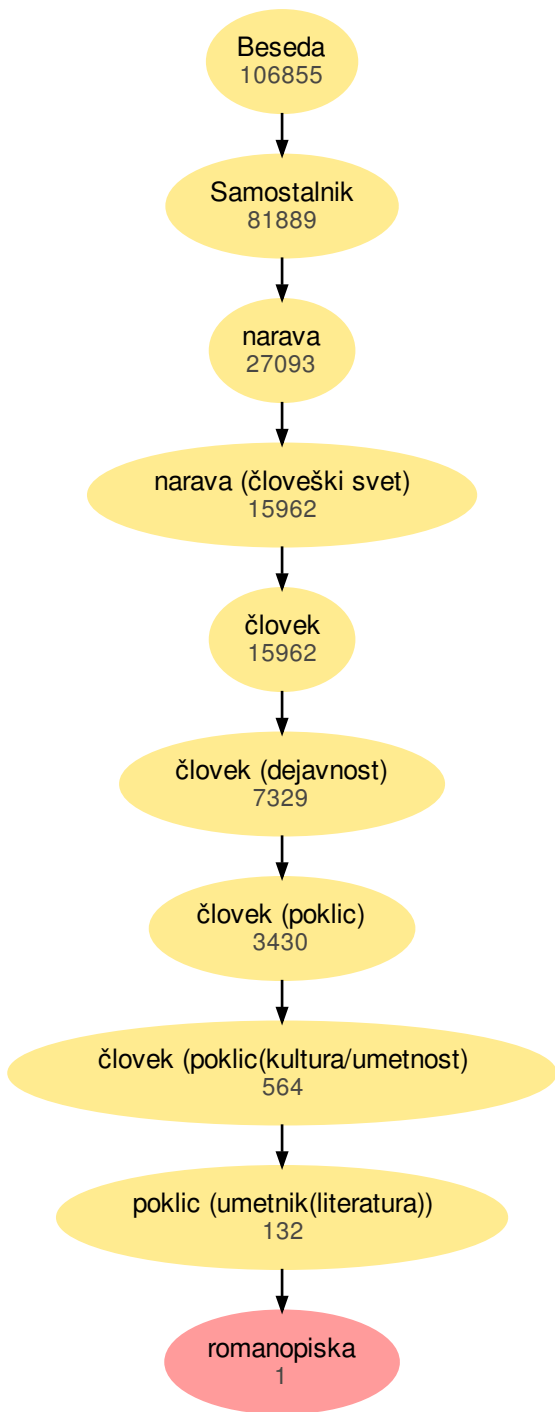 Beseda
106855
Samostalnik
81889
narava
27093
narava (človeški svet)
15962
človek
15962
človek (dejavnost)
7329
človek (poklic)
3430
človek (poklic(kultura/umetnost)
564
poklic (umetnik(literatura))
132
romanopiska
1